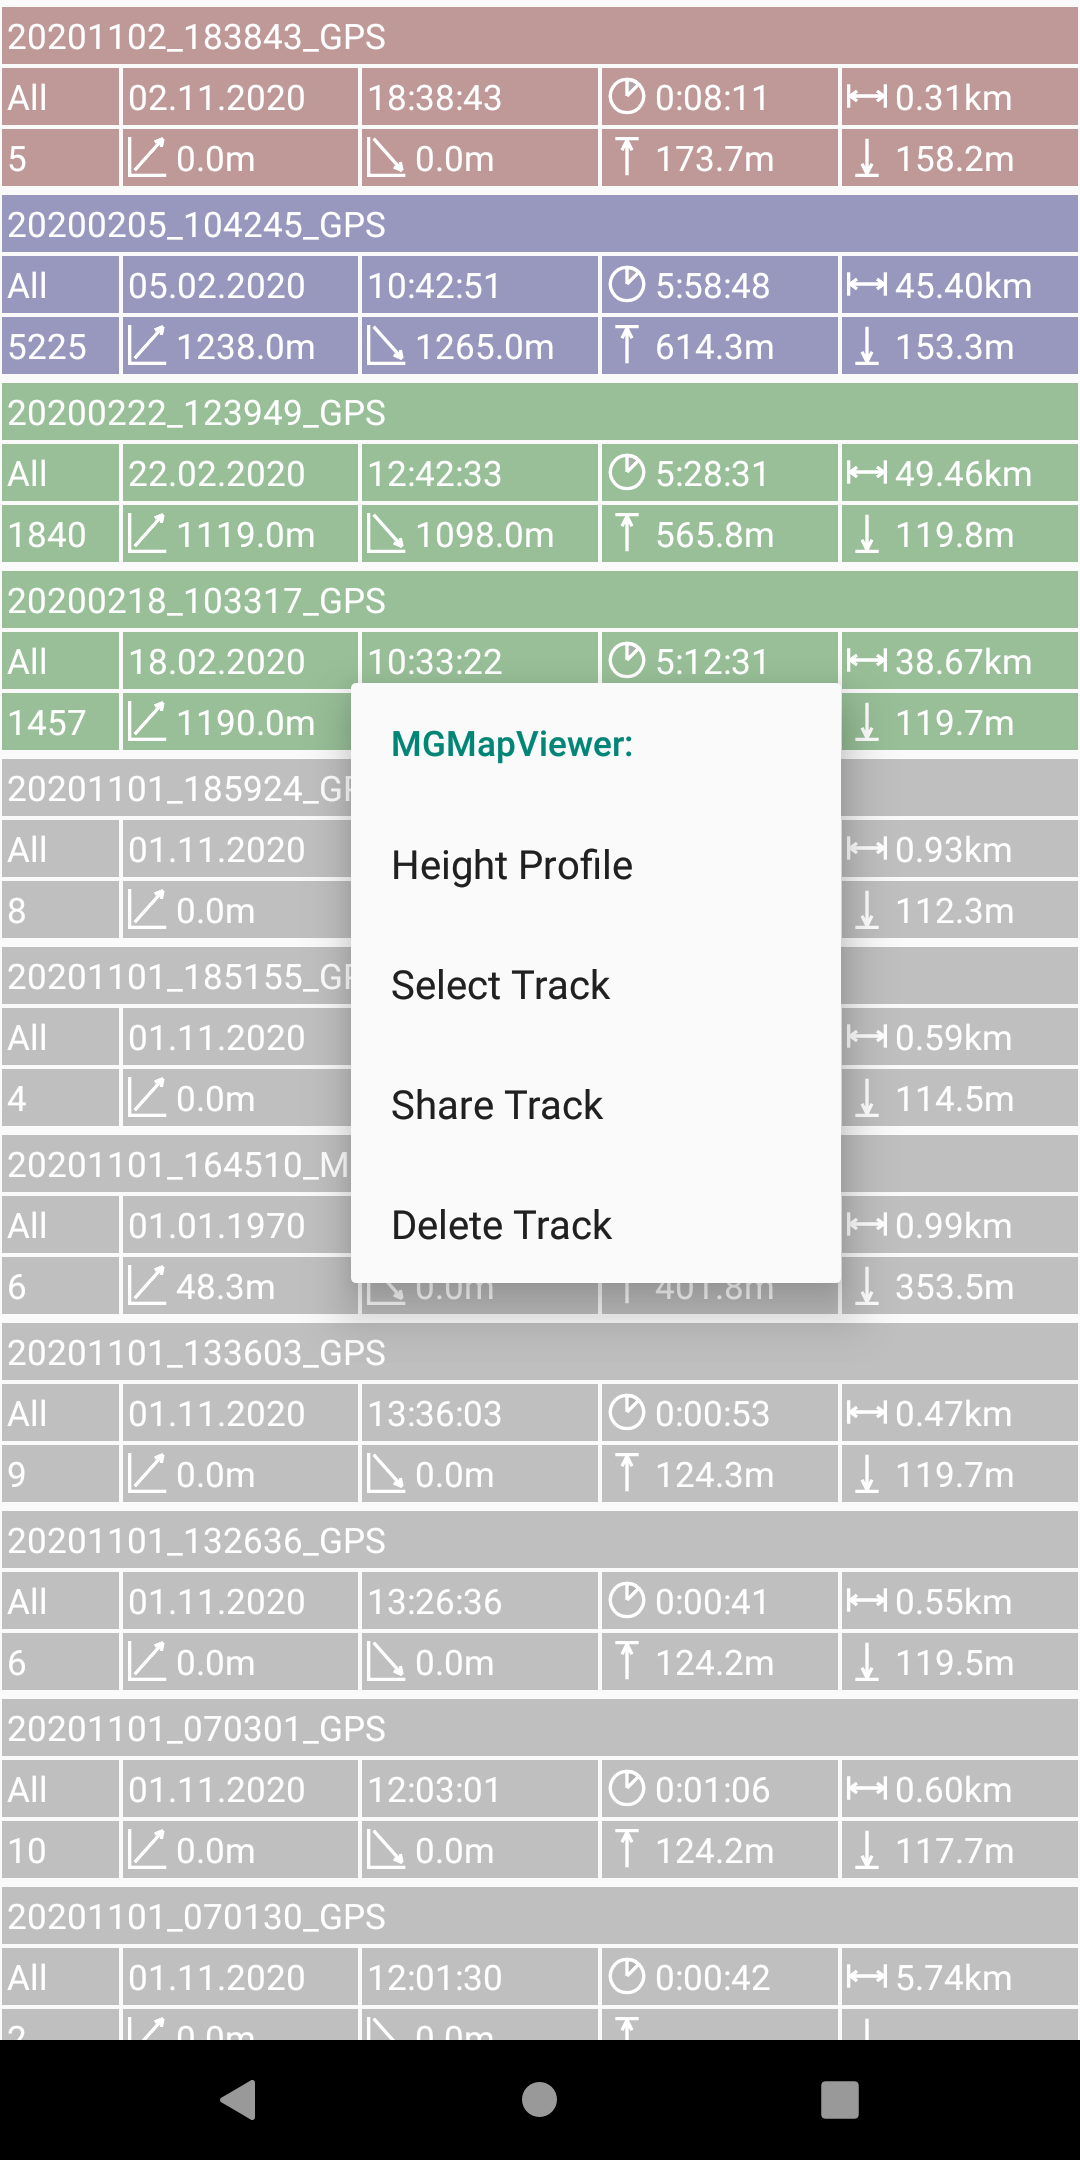 20201102_183843_GPS
All 02.11.2020 18:38:43 0:08:11 0.31km
5 0.0m 0.0m 173.7m 158.2m
20200205_104245_GPS
All 05.02.2020 10:42:51 5:58:48 45.40km
5225 1238.0m 1265.0m 614.3m 153.3m
20200222_123949_GPS
All 22.02.2020 12:42:33 5:28:31 49.46km
1840 1119.0m 1098.0m 565.8m 119.8m
20200218_103317_GPS
All 18.02.2020 10:33:22 5:12:31 38.67km
1457 1190.0m 119.7m
MGMapViewer:
Height Profile
Select Track
Share Track
Delete Track
20201101_185924_GP
All 01.11.2020 0.93km
8 0.0m 112.3m
20201101_185155_GP
All 01.11.2020 0.59km
4 0.0m 114.5m
20201101_164510_M
All 01.01.1970 0.99km
6 48.3m 0.0m 401.8m 353.5m
20201101_133603_GPS
All 01.11.2020 13:36:03 0:00:53 0.47km
9 0.0m 0.0m 124.3m 119.7m
20201101_132636_GPS
All 01.11.2020 13:26:36 0:00:41 0.55km
6 0.0m 0.0m 124.2m 119.5m
20201101_070301_GPS
All 01.11.2020 12:03:01 0:01:06 0.60km
10 0.0m 0.0m 124.2m 117.7m
20201101_070130_GPS
All 01.11.2020 12:01:30 0:00:42 5.74km
2 0.0m 0.0m